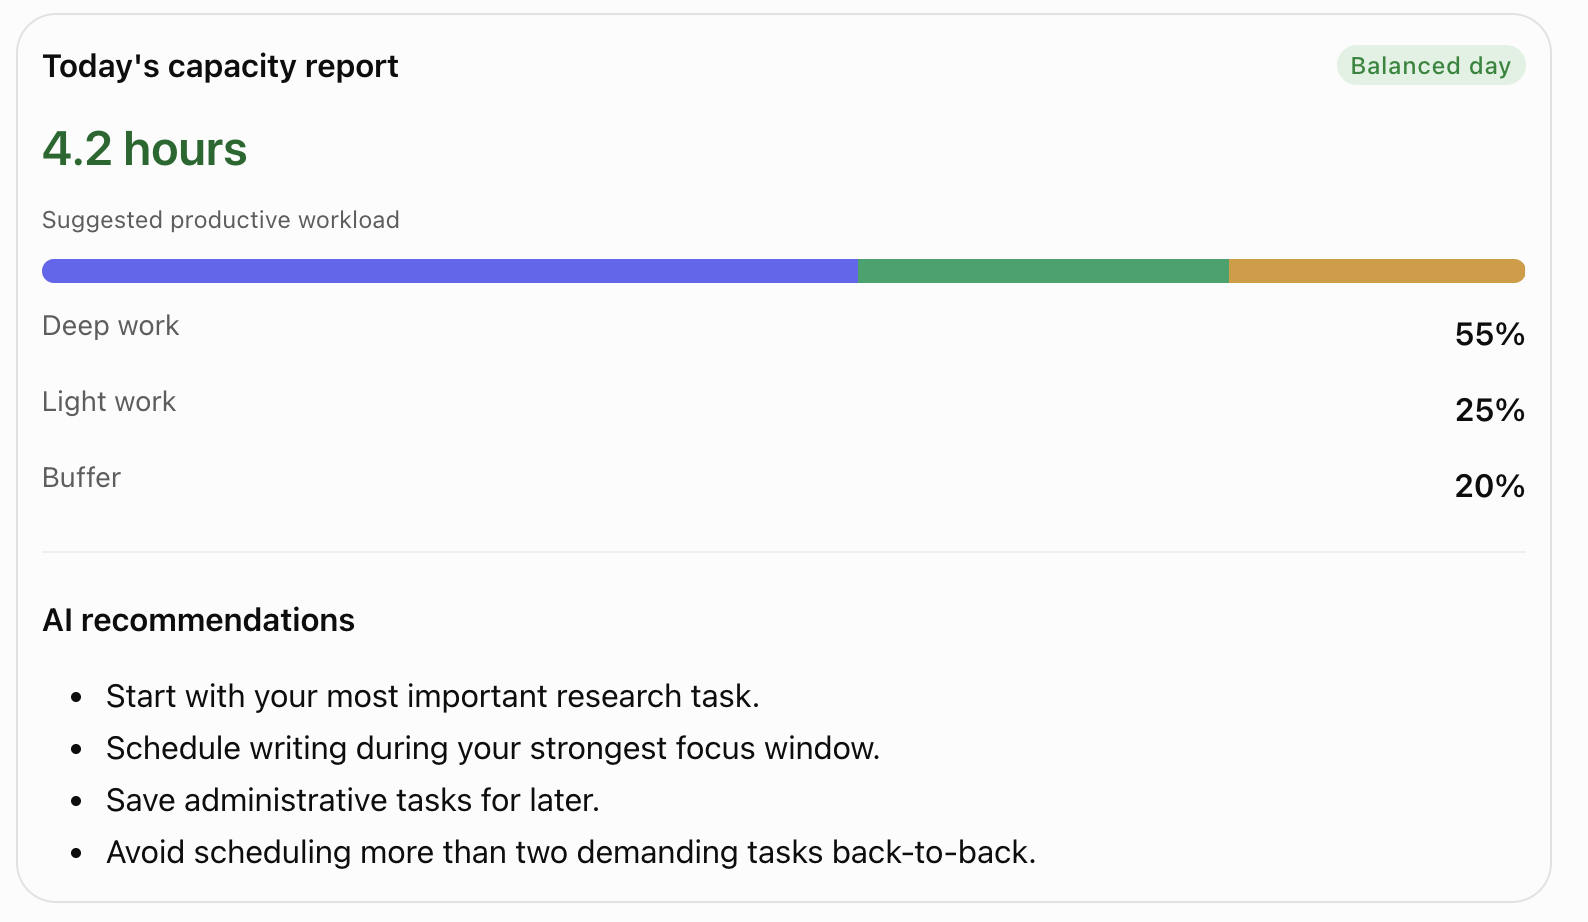 Today's capacity report
Balanced day
4.2 hours
Suggested productive workload
Deep work
55%
Light work
25%
Buffer
20%
AI recommendations
• Start with your most important research task.
• Schedule writing during your strongest focus window.
• Save administrative tasks for later.
• Avoid scheduling more than two demanding tasks back-to-back.